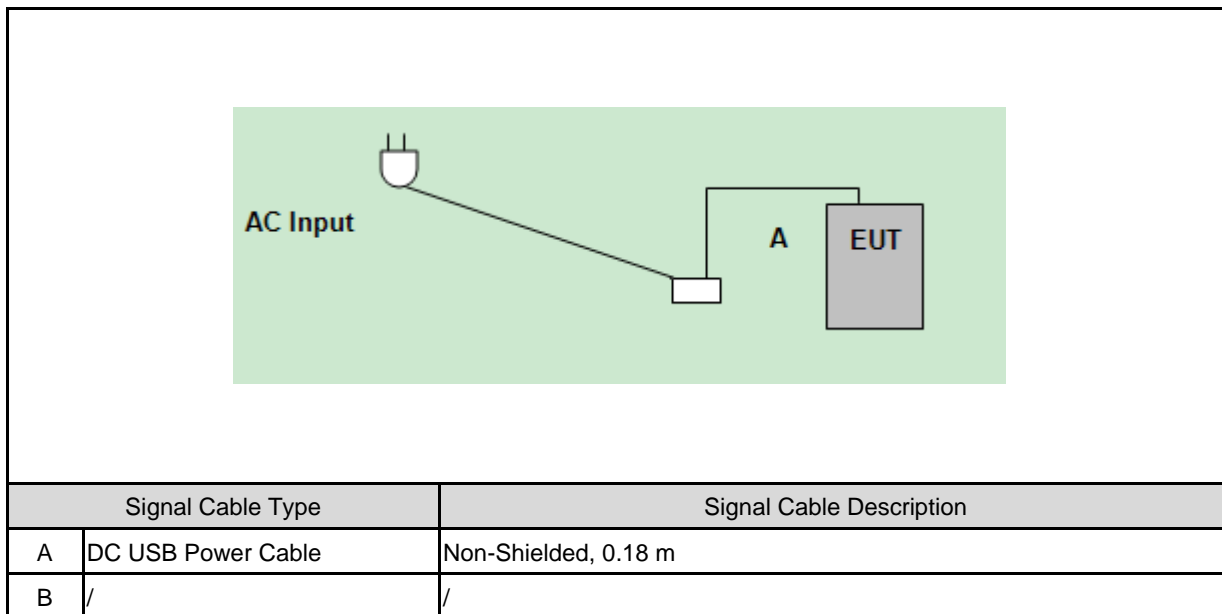 AC Input
A
EUT
Signal Cable Type Signal Cable Description
A DC USB Power Cable Non-Shielded, 0.18 m
B / /